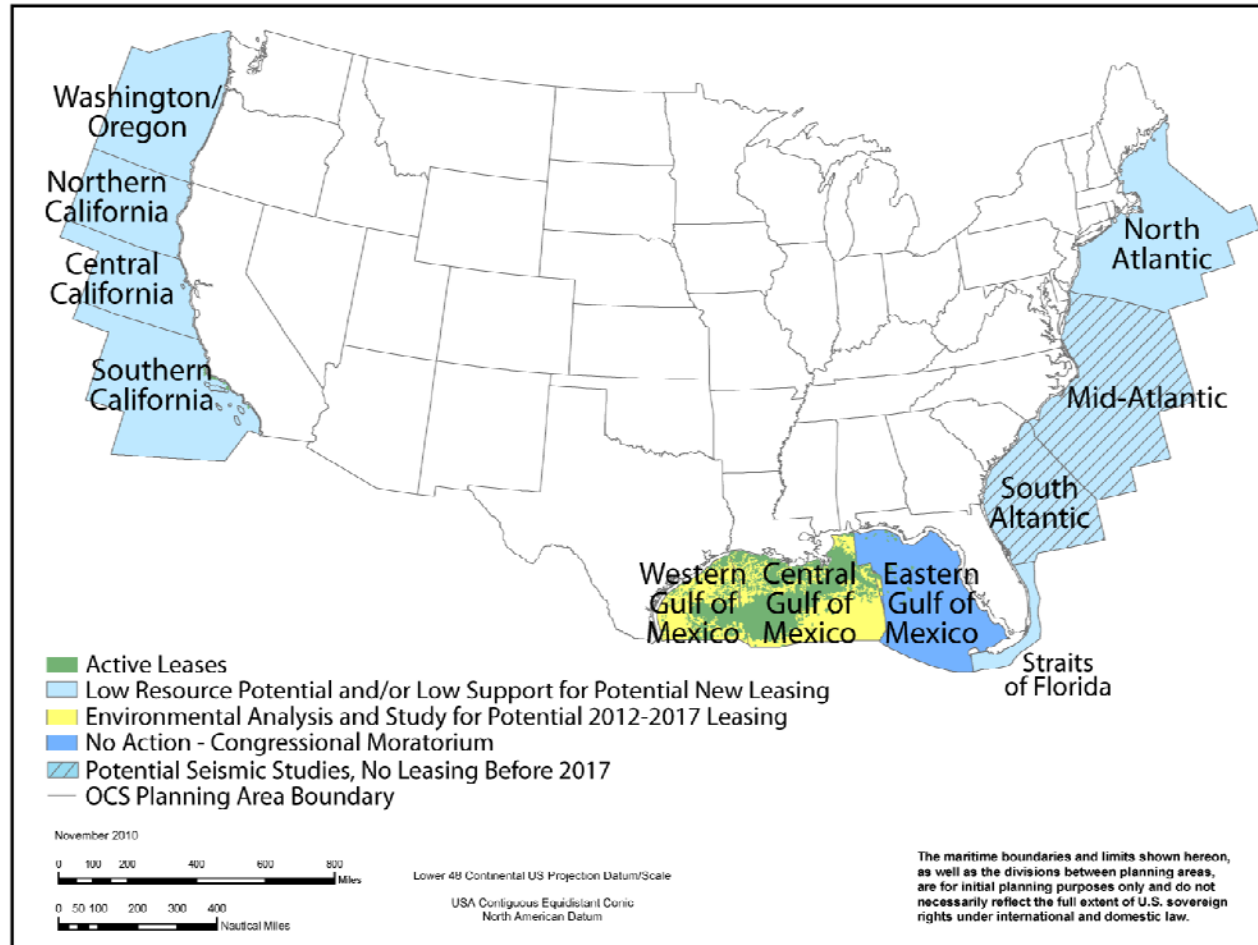 Washington/
Oregon
Northern
California
Central
California
Southern
California
North
Atlantic
Mid-Atlantic
South
Altantic
Western
Gulf of
Mexico
Central
Gulf of
Mexico
Eastern
Gulf of
Mexico
Straits
of Florida
Active Leases
Low Resource Potential and/or Low Support for Potential New Leasing
Environmental Analysis and Study for Potential 2012-2017 Leasing
No Action - Congressional Moratorium
Potential Seismic Studies, No Leasing Before 2017
OCS Planning Area Boundary
November 2010
0 100 200 400 600 800
Miles
0 50 100 200 300 400
Nautical Miles
Lower 48 Continental US Projection Datum/Scale
USA Contiguous Equidistant Conic
North American Datum
The maritime boundaries and limits shown hereon,
as well as the divisions between planning areas,
are for initial planning purposes only and do not
necessarily reflect the full extent of U.S. sovereign
rights under international and domestic law.